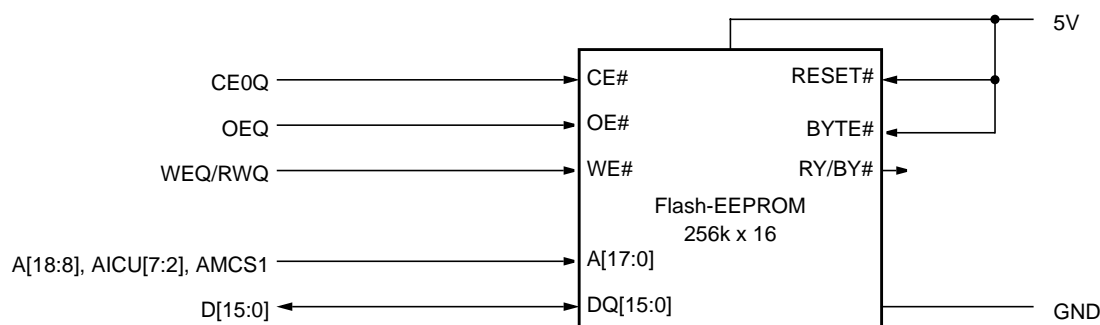 5V
CE0Q CE# RESET#
OEQ OE# BYTE#
WEQ/RWQ WE# RY/BY#
Flash-EEPROM
256k x 16
A[18:8], AICU[7:2], AMCS1 A[17:0]
D[15:0] DQ[15:0] GND